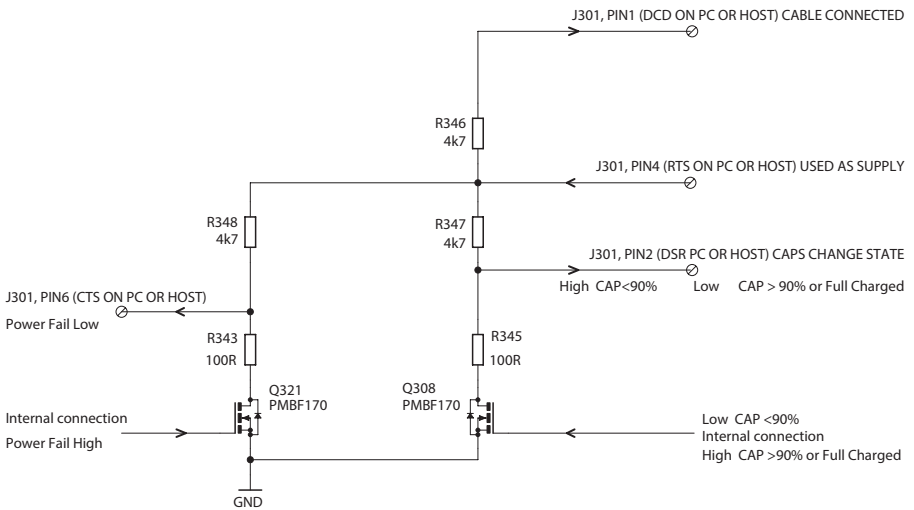 J301, PIN1 (DCD ON PC OR HOST) CABLE CONNECTED
R346
4k7
J301, PIN4 (RTS ON PC OR HOST) USED AS SUPPLY
R348
4k7
R347
4k7
J301, PIN2 (DSR PC OR HOST) CAPS CHANGE STATE
High CAP<90% Low CAP > 90% or Full Charged
J301, PIN6 (CTS ON PC OR HOST)
Power Fail Low
R343
100R
R345
100R
Q321
PMBF170
Q308
PMBF170
Internal connection
Power Fail High
Low CAP <90%
Internal connection
High CAP >90% or Full Charged
GND